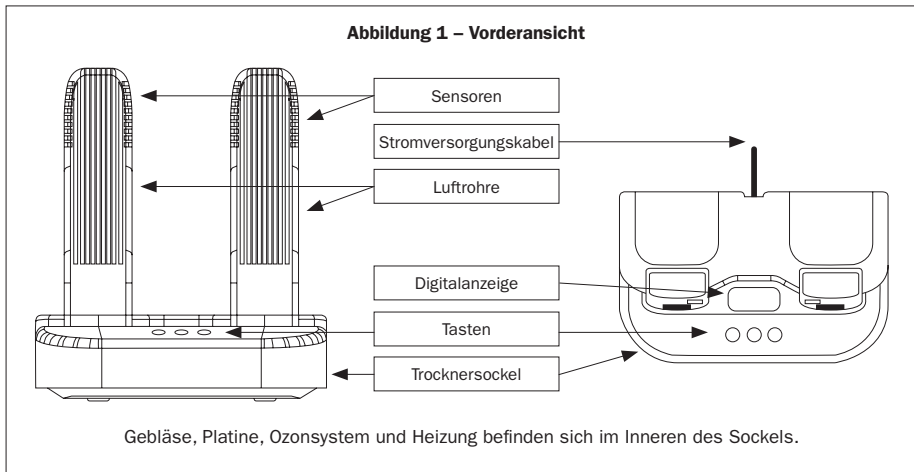 Abbildung 1 – Vorderansicht
Sensoren
Stromversorgungskabel
Luftrohre
Digitalanzeige
Tasten
Trocknersockel
Gebläse, Platine, Ozonsystem und Heizung befinden sich im Inneren des Sockels.